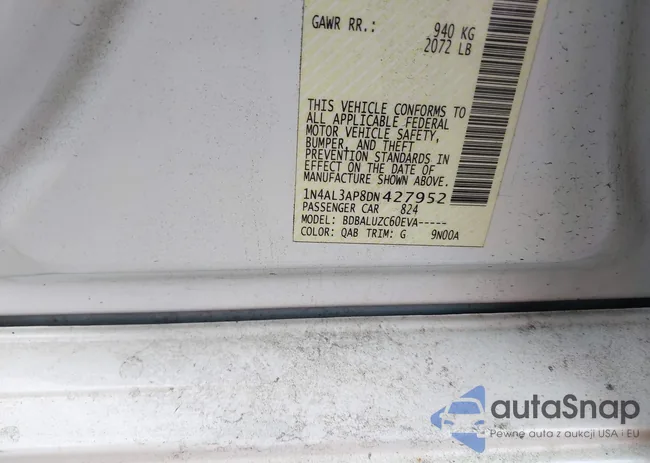 GAWR RR.: 940 KG
2072 LB
THIS VEHICLE CONFORMS TO
ALL APPLICABLE FEDERAL
MOTOR VEHICLE SAFETY,
BUMPER, AND THEFT
PREVENTION STANDARDS IN
EFFECT ON THE DATE OF
MANUFACTURE SHOWN ABOVE.
1N4AL3AP8DN427952
PASSENGER CAR 824
MODEL: BDBALUZC60EVA-----
COLOR: QAB TRIM: G 9N00A
autoSnap
Pewne auta z aukcji USA i EU